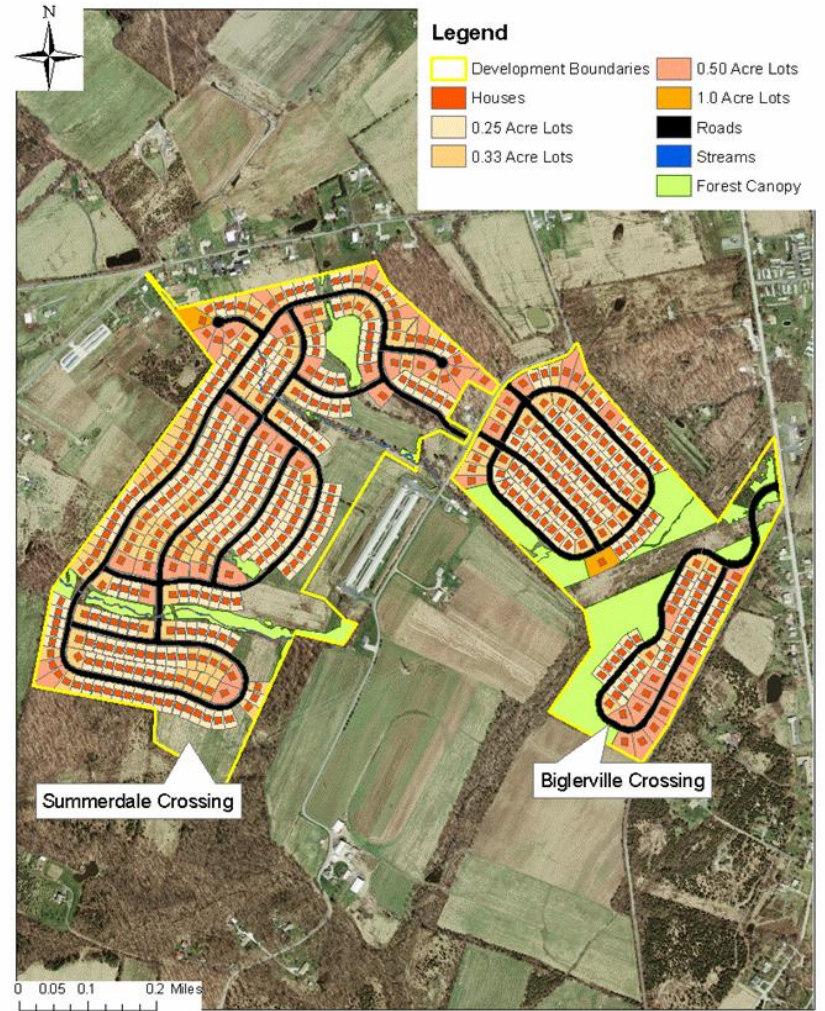 N
Legend
Development Boundaries
Houses
0.25 Acre Lots
0.33 Acre Lots
0.50 Acre Lots
1.0 Acre Lots
Roads
Streams
Forest Canopy
Summerdale Crossing
Biglerville Crossing
0 0.05 0.1 0.2 Miles